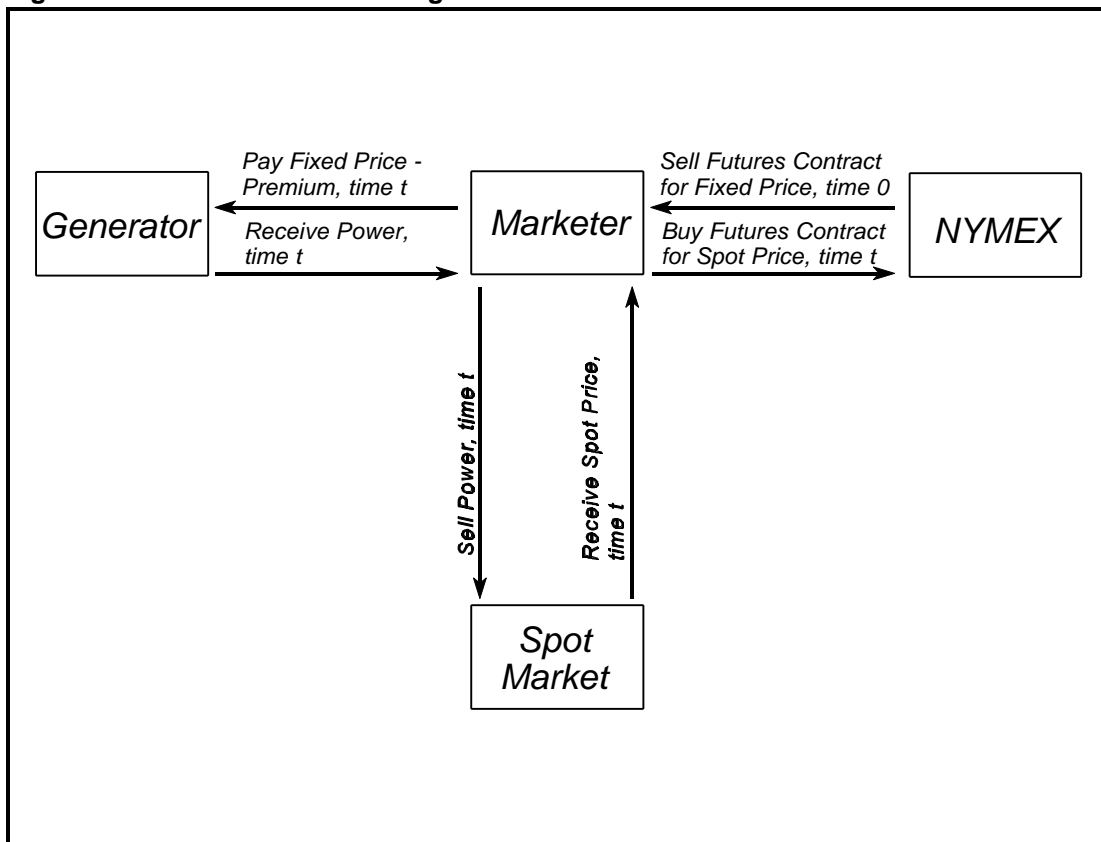 Generator
Pay Fixed Price -
Premium, time t
Receive Power,
time t
Marketer
Sell Futures Contract
for Fixed Price, time 0
Buy Futures Contract
for Spot Price, time t
NYMEX
Sell Power, time t
Receive Spot Price,
time t
Spot
Market